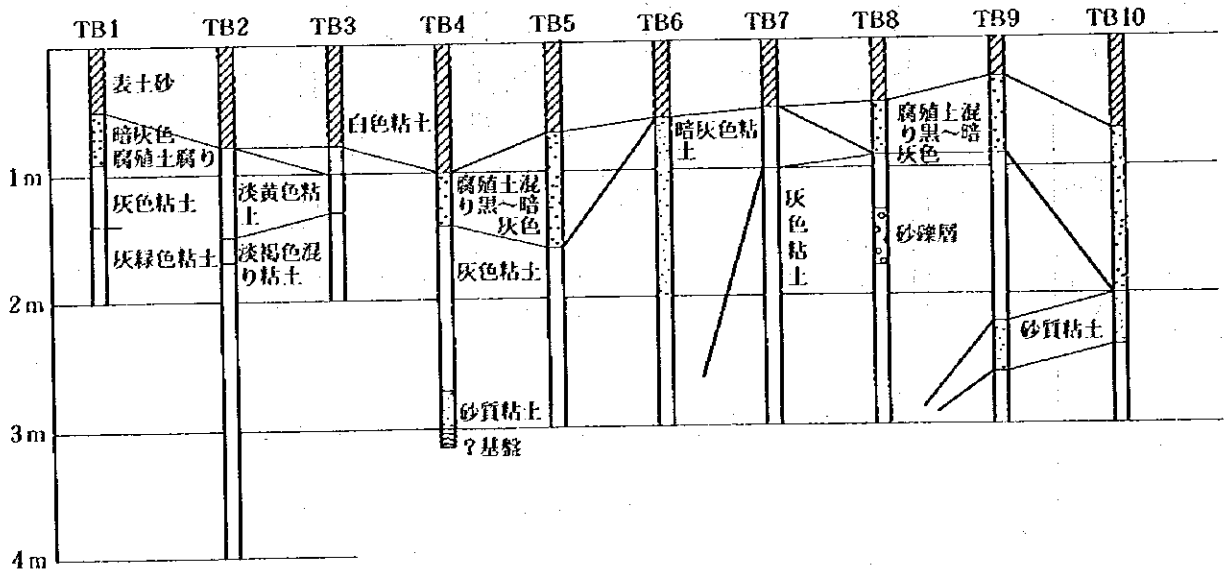 TB1 TB2 TB3 TB4 TB5 TB6 TB7 TB8 TB9 TB10
表土砂
暗灰色
腐殖土腐り
1m
灰色粘土
灰緑色粘土
2m
3m
4m
淡黄色粘
土
淡褐色混
り粘土
白色粘土
腐殖土混
り黒〜暗
灰色
灰色粘土
砂質粘土
?基盤
暗灰色粘
土
灰色粘土
腐殖土混
り黒〜暗
灰色
砂礫層
砂質粘土